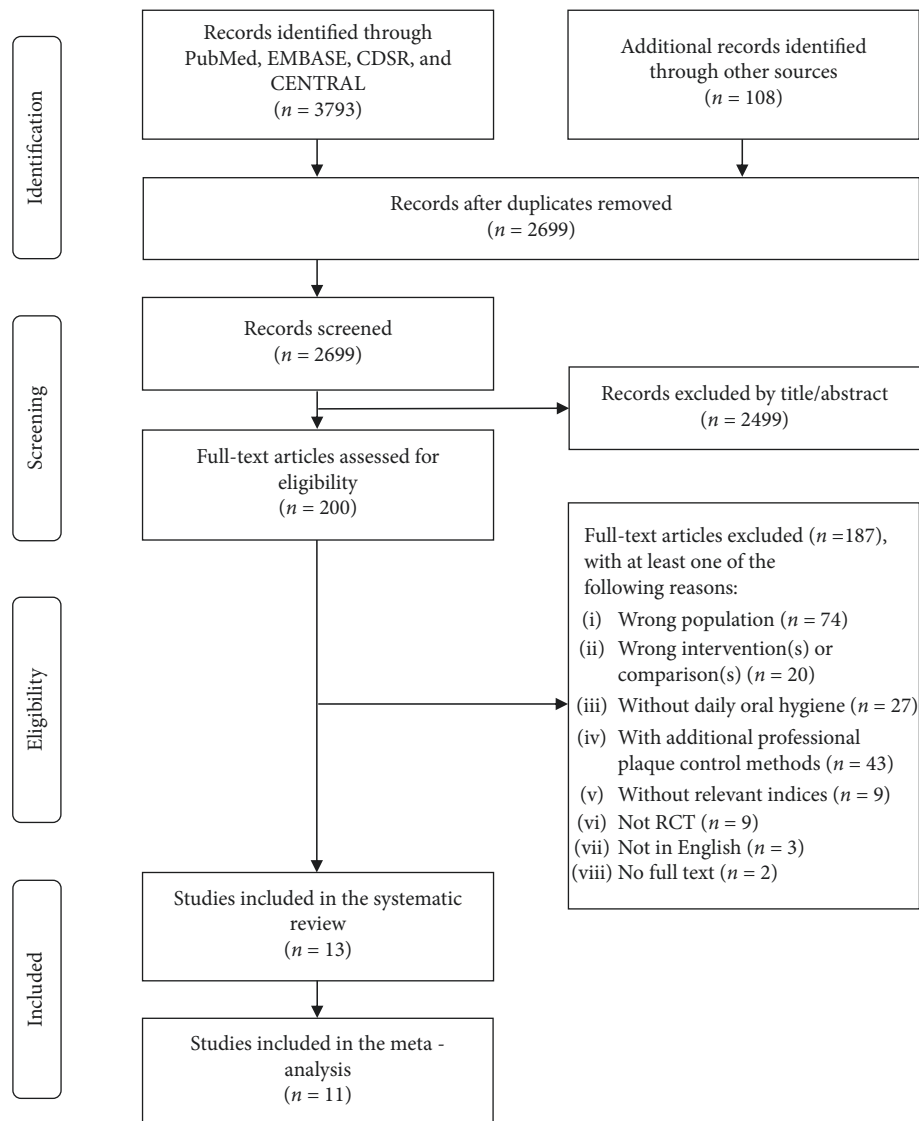 Identification
Records identified through
PubMed, EMBASE, CDSR, and
CENTRAL
(n = 3793)
Additional records identified
through other sources
(n = 108)
Records after duplicates removed
(n = 2699)
Screening
Records screened
(n = 2699)
Records excluded by title/abstract
(n = 2499)
Full-text articles assessed for
eligibility
(n = 200)
Eligibility
Full-text articles excluded (n =187),
with at least one of the
following reasons:
(i) Wrong population (n = 74)
(ii) Wrong intervention(s) or
comparison(s) (n = 20)
(iii) Without daily oral hygiene (n = 27)
(iv) With additional professional
plaque control methods (n = 43)
(v) Without relevant indices (n = 9)
(vi) Not RCT (n = 9)
(vii) Not in English (n = 3)
(viii) No full text (n = 2)
Included
Studies included in the systematic
review
(n = 13)
Studies included in the meta -
analysis
(n = 11)